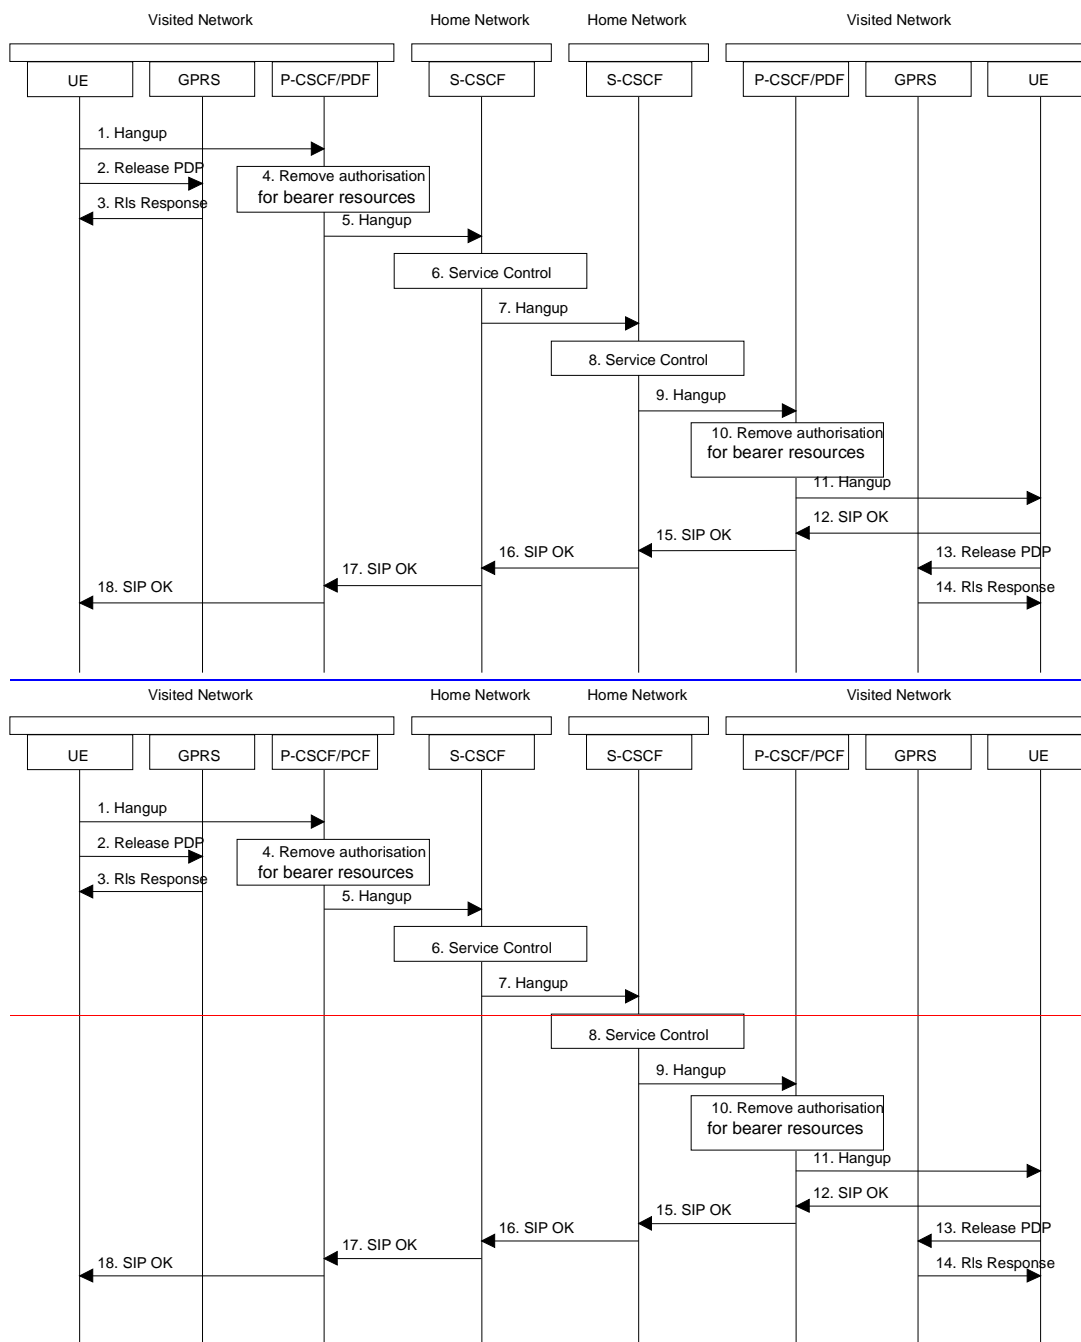 Visited Network Home Network Home Network Visited Network
UE GPRS P-CSCF/PDF S-CSCF S-CSCF P-CSCF/PDF GPRS UE
1. Hangup
2. Release PDP
4. Remove authorisation
for bearer resources
3. Rls Response
5. Hangup
6. Service Control
7. Hangup
8. Service Control
9. Hangup
10. Remove authorisation
for bearer resources
11. Hangup
12. SIP OK
15. SIP OK
16. SIP OK
13. Release PDP
17. SIP OK
18. SIP OK
14. Rls Response
Visited Network Home Network Home Network Visited Network
UE GPRS P-CSCF/PCF S-CSCF S-CSCF P-CSCF/PCF GPRS UE
1. Hangup
2. Release PDP
4. Remove authorisation
for bearer resources
3. Rls Response
5. Hangup
6. Service Control
7. Hangup
8. Service Control
9. Hangup
10. Remove authorisation
for bearer resources
11. Hangup
12. SIP OK
15. SIP OK
16. SIP OK
13. Release PDP
17. SIP OK
18. SIP OK
14. Rls Response